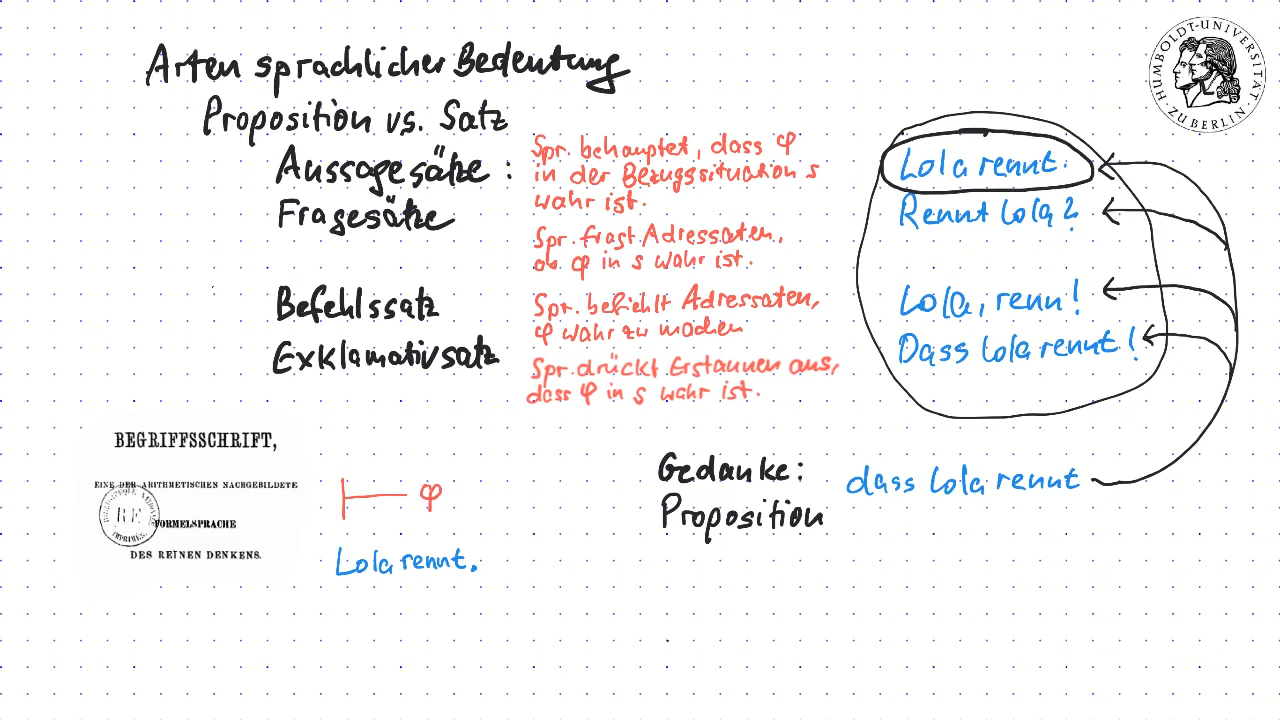 Arten sprachlicher Bedeutung
Proposition vs. Satz
Aussagesätze :
Spr. behauptet, dass φ
in der Bezugssituation s
wahr ist.
Lola rennt.
Fragesätze
Spr. fragt Adressaten,
ob φ in s wahr ist.
Rennt Lola?
Befehlssatz
Spr. befiehlt Adressaten,
φ wahr zu machen
Lola, renn!
Exklamativsatz
Spr. drückt Erstaunen aus,
dass φ in s wahr ist.
Dass Lola rennt!
HUMBOLDT-UNIVERSITÄT
ZU BERLIN
BEGRIFFSSCHRIFT,
EINE DER ARITHMETISCHEN NACHGEBILDETE
FORMELSPRACHE
DES REINEN DENKENS.
φ
Lola rennt.
Gedanke:
Proposition
dass Lola rennt